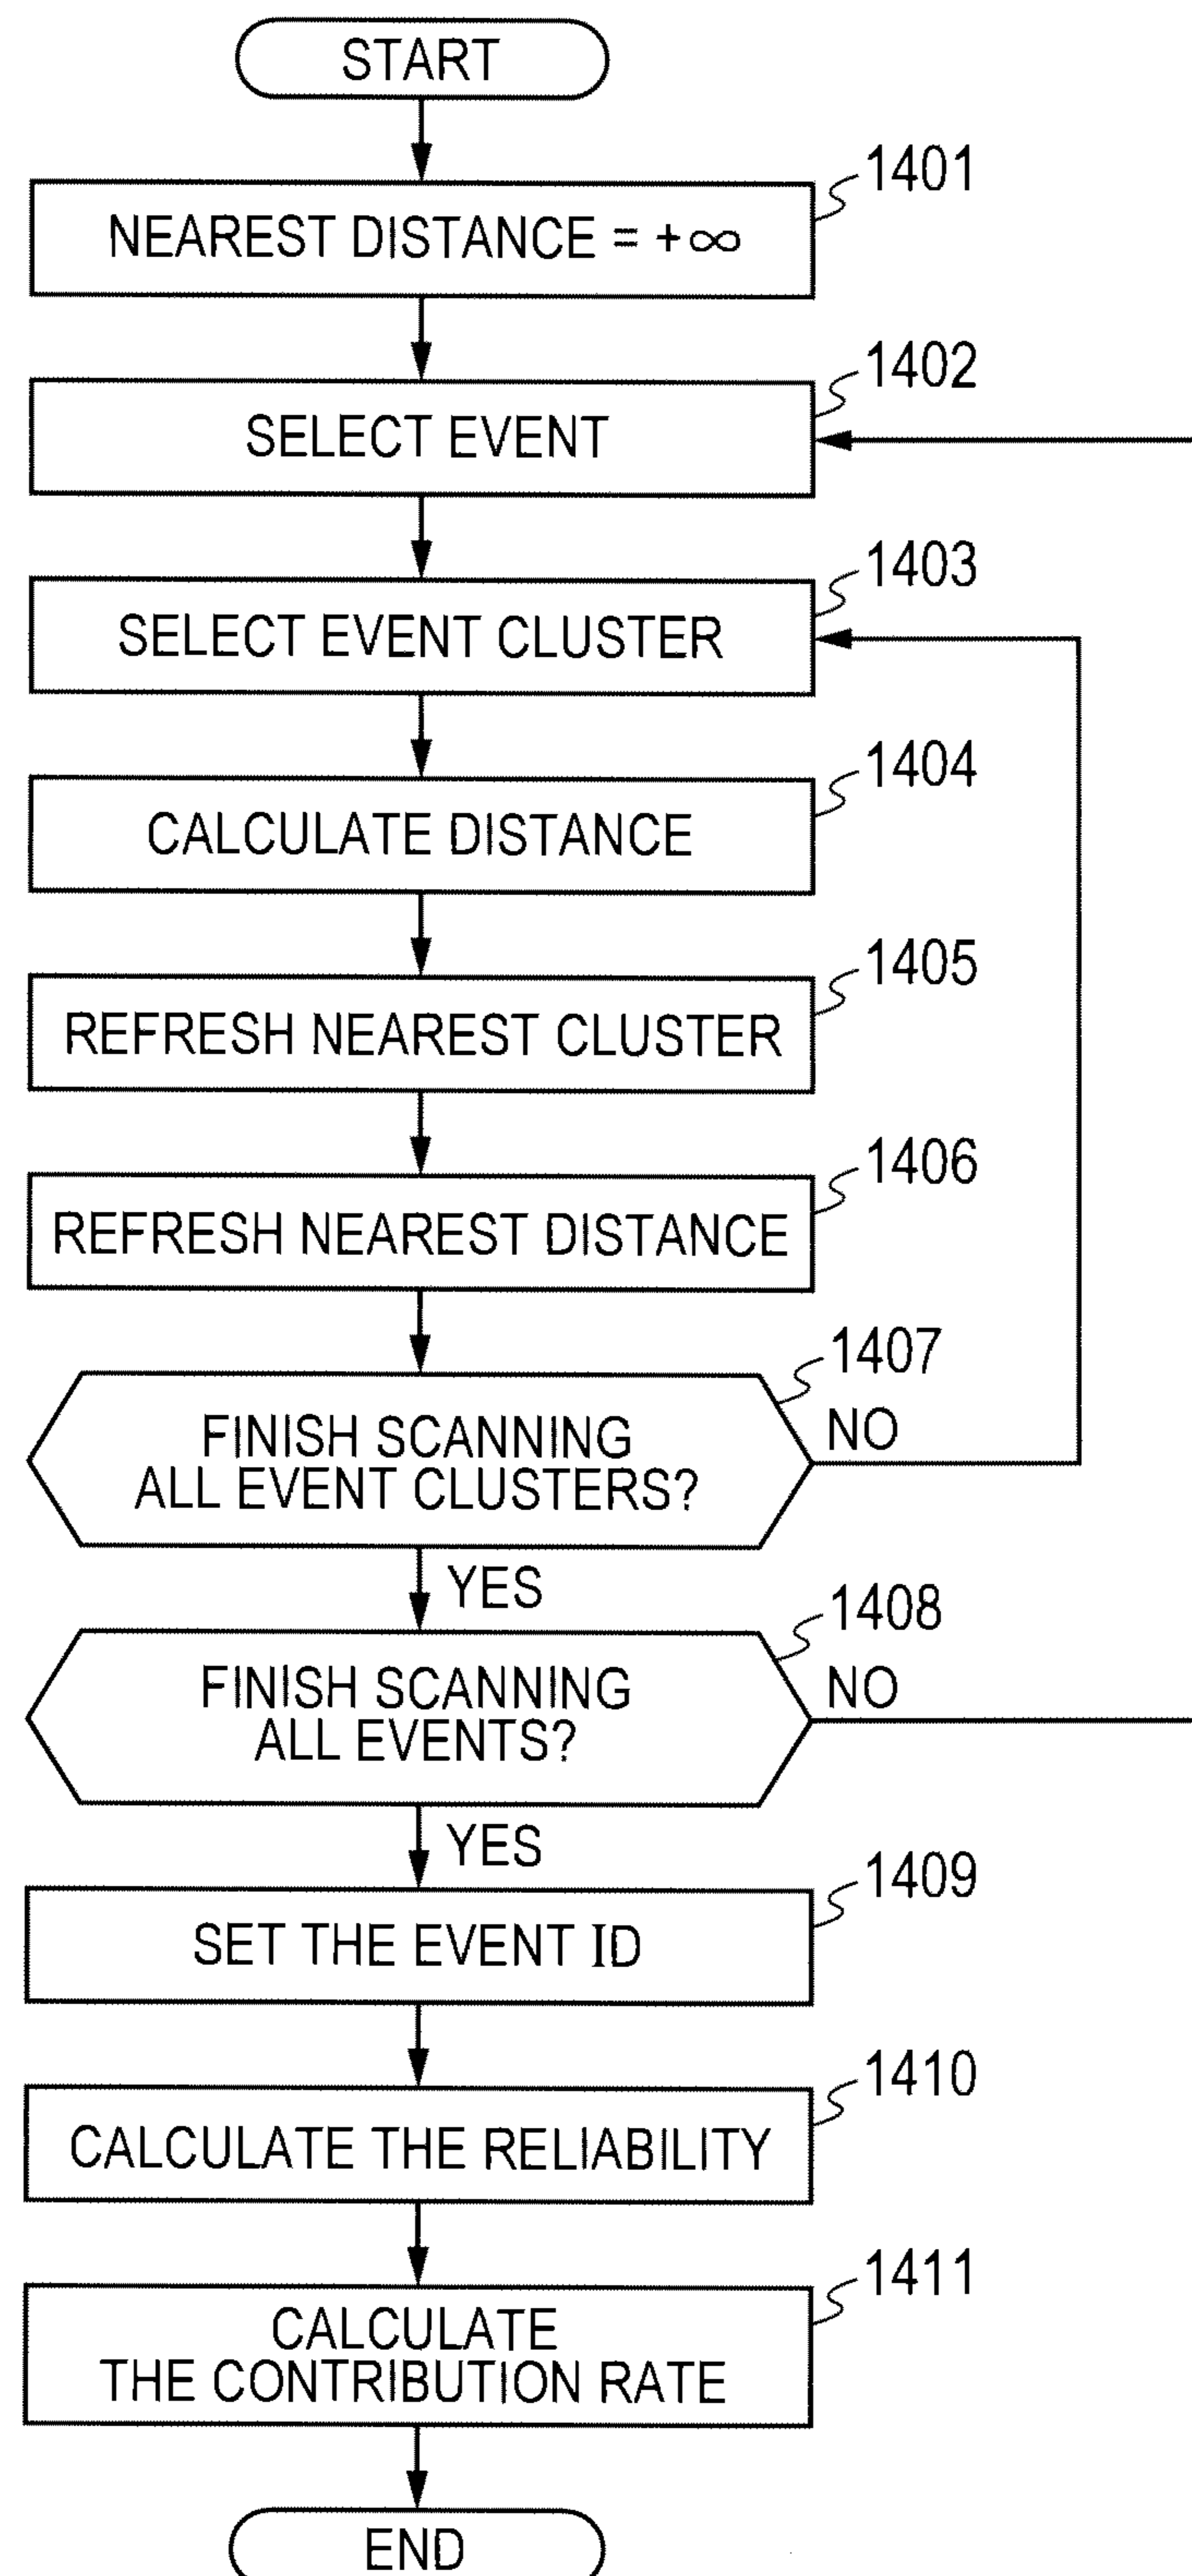 START
1401
NEAREST DISTANCE = +∞
1402
SELECT EVENT
1403
SELECT EVENT CLUSTER
1404
CALCULATE DISTANCE
1405
REFRESH NEAREST CLUSTER
1406
REFRESH NEAREST DISTANCE
1407
FINISH SCANNING
ALL EVENT CLUSTERS?
NO
YES
1408
FINISH SCANNING
ALL EVENTS?
NO
YES
1409
SET THE EVENT ID
1410
CALCULATE THE RELIABILITY
1411
CALCULATE
THE CONTRIBUTION RATE
END